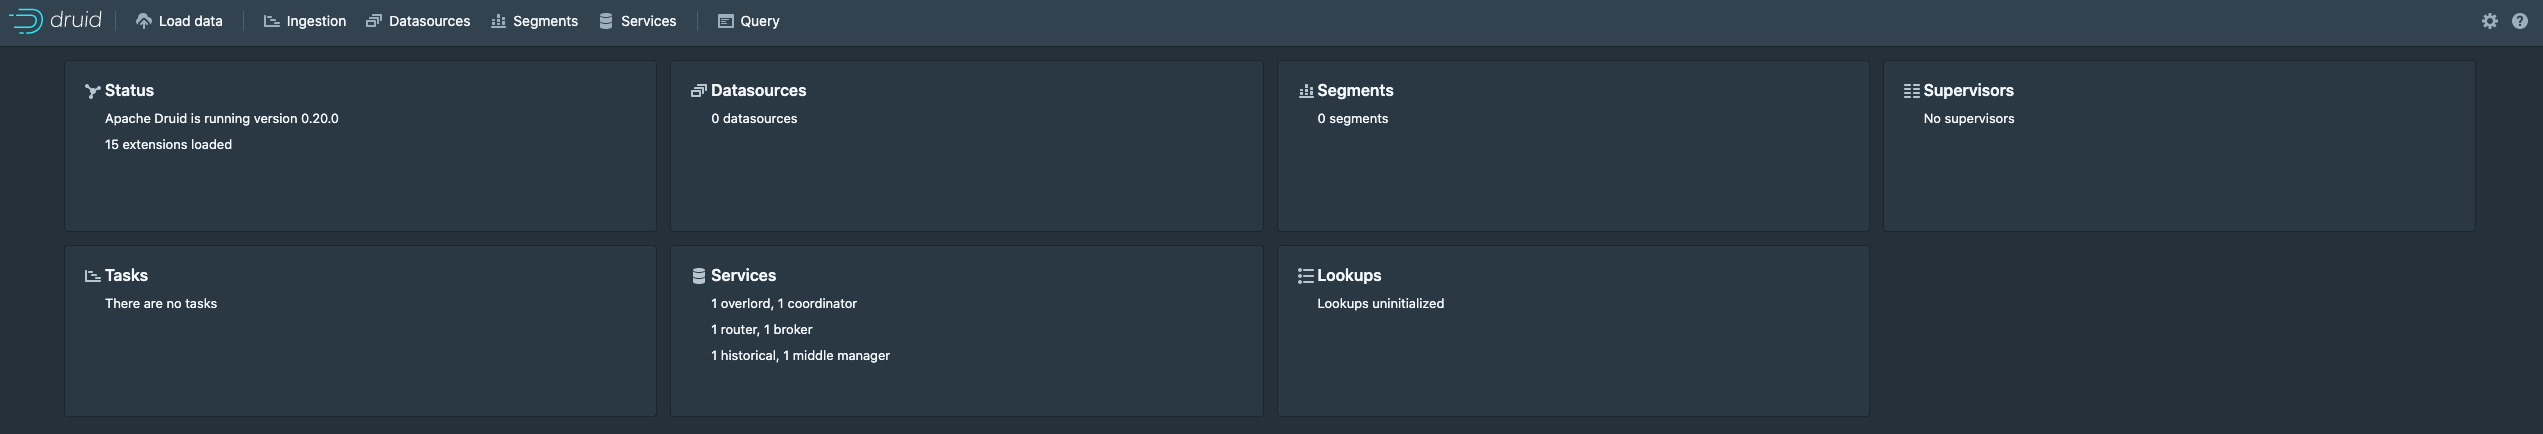 druid Load data Ingestion Datasources Segments Services Query
Status
Apache Druid is running version 0.20.0
15 extensions loaded
Datasources
0 datasources
Segments
0 segments
Supervisors
No supervisors
Tasks
There are no tasks
Services
1 overlord, 1 coordinator
1 router, 1 broker
1 historical, 1 middle manager
Lookups
Lookups uninitialized